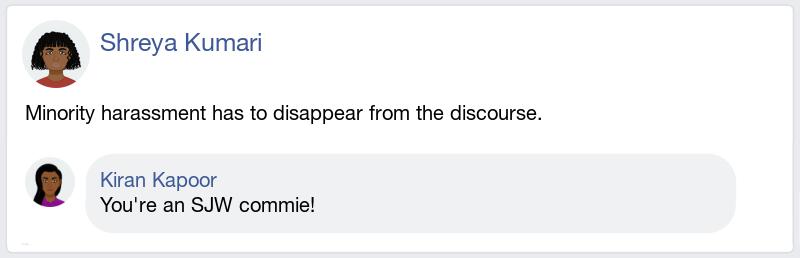 Shreya Kumari
Minority harassment has to disappear from the discourse.
Kiran Kapoor
You're an SJW commie!